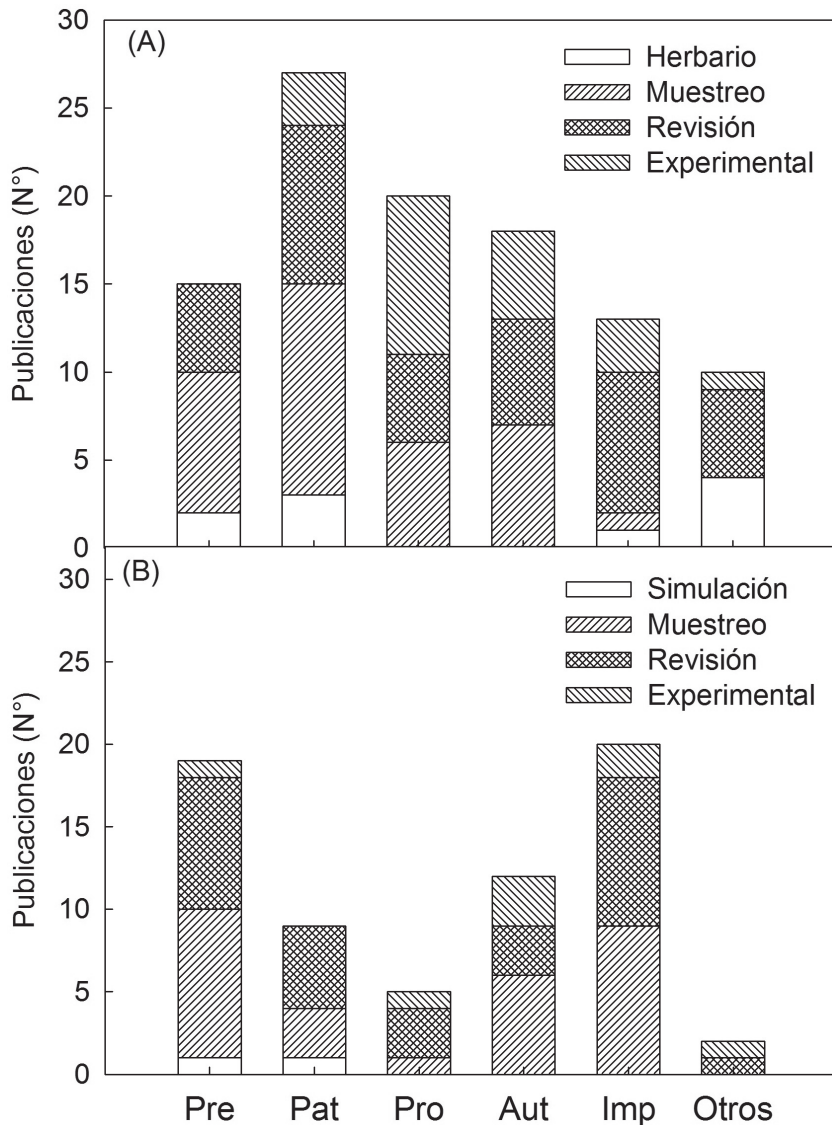 (A)
Herbario
Muestreo
Revisión
Experimental
Publicaciones (N°)
30
25
20
15
10
5
0
(B)
Simulación
Muestreo
Revisión
Experimental
Publicaciones (N°)
30
25
20
15
10
5
0
Pre Pat Pro Aut Imp Otros